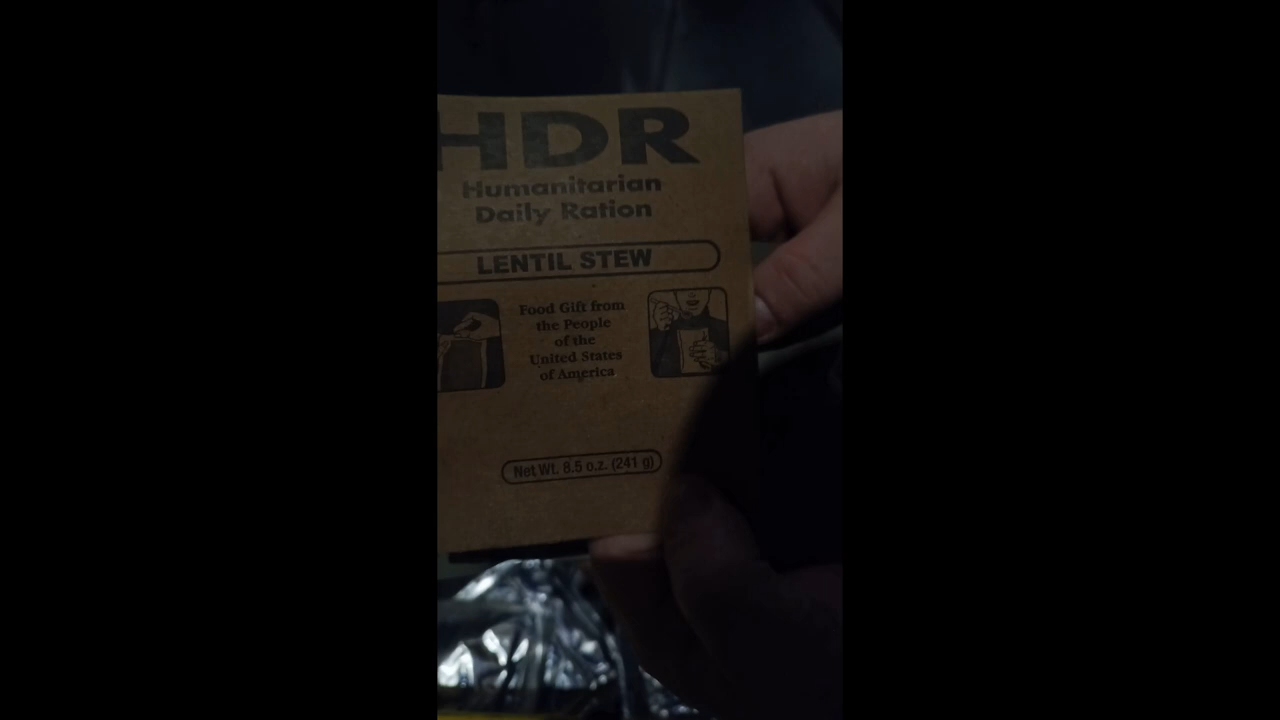 HDR
Humanitarian
Daily Ration
LENTIL STEW
Food Gift from
the People
of the
United States
of America
Net Wt. 8.5 o.z. (241 g)